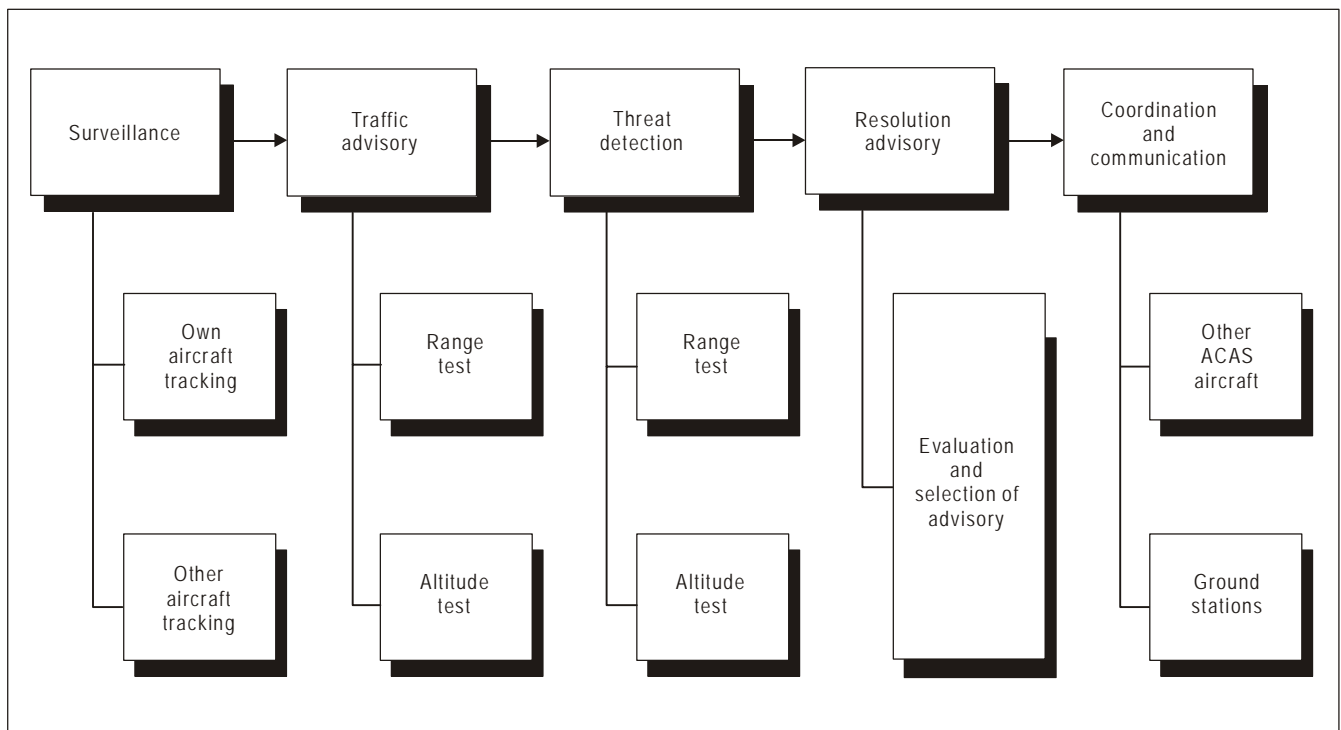 Surveillance
Traffic
advisory
Threat
detection
Resolution
advisory
Coordination
and
communication
Own
aircraft
tracking
Range
test
Range
test
Other
ACAS
aircraft
Evaluation
and
selection of
advisory
Other
aircraft
tracking
Altitude
test
Altitude
test
Ground
stations